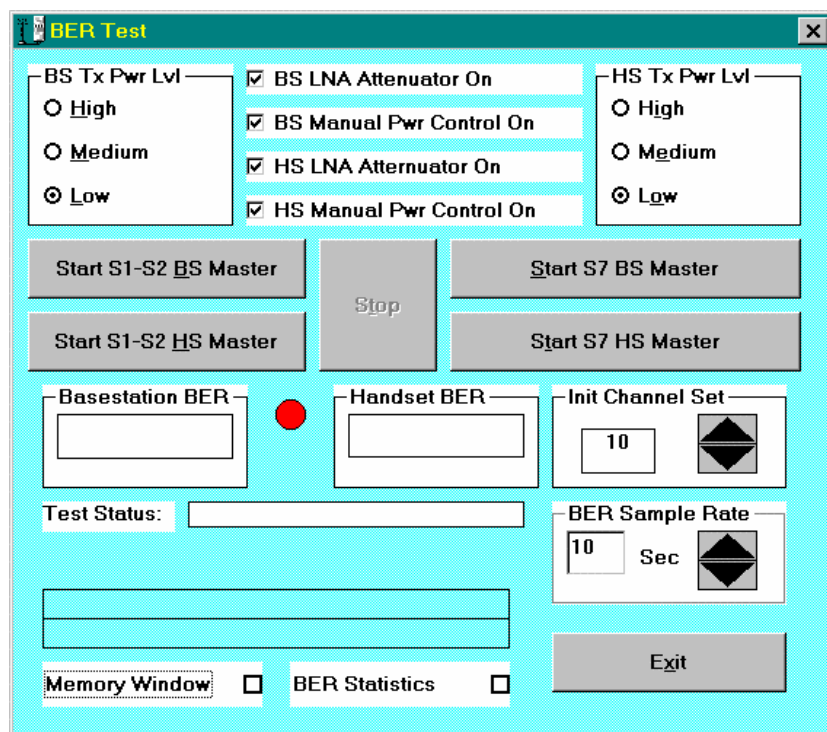 BER Test
BS Tx Pwr Lvl
High
Medium
Low
BS LNA Attenuator On
BS Manual Pwr Control On
HS LNA Atternuator On
HS Manual Pwr Control On
HS Tx Pwr Lvl
High
Medium
Low
Start S1-S2 BS Master
Start S1-S2 HS Master
Stop
Start S7 BS Master
Start S7 HS Master
Basestation BER
Handset BER
Init Channel Set
10
Test Status:
BER Sample Rate
10 Sec
Memory Window
BER Statistics
Exit